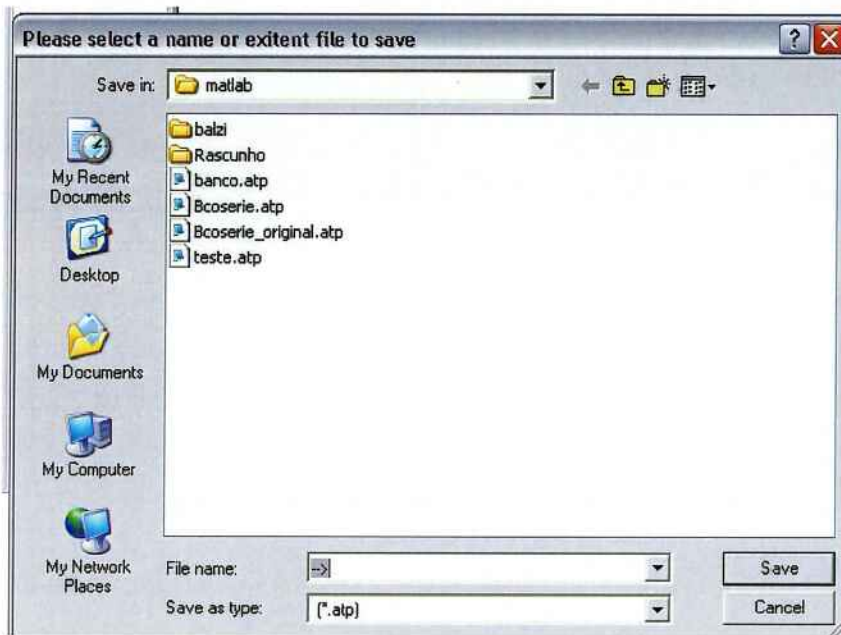 Please select a name or exitent file to save
Save in: matlab
balzi
Rascunho
banco.atp
Bcoserie.atp
Bcoserie_original.atp
teste.atp
My Recent
Documents
Desktop
My Documents
My Computer
My Network
Places
File name: -->
Save
Save as type: (*.atp)
Cancel